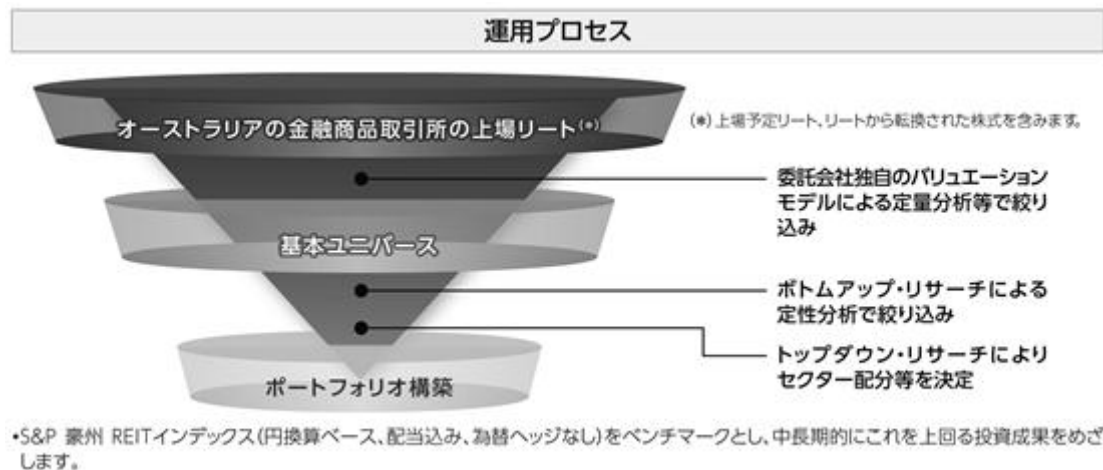 運用プロセス
オーストラリアの金融商品取引所の上場リート(*)
(*)上場予定リート、リートから転換された株式を含みます。
委託会社独自のバリュエーション
モデルによる定量分析等で絞り
込み
基本ユニバース
ボトムアップ・リサーチによる
定性分析で絞り込み
トップダウン・リサーチにより
セクター配分等を決定
ポートフォリオ構築
•S&P 豪州 REITインデックス(円換算ベース、配当込み、為替ヘッジなし)をベンチマークとし、中長期的にこれを上回る投資成果をめざ
します。